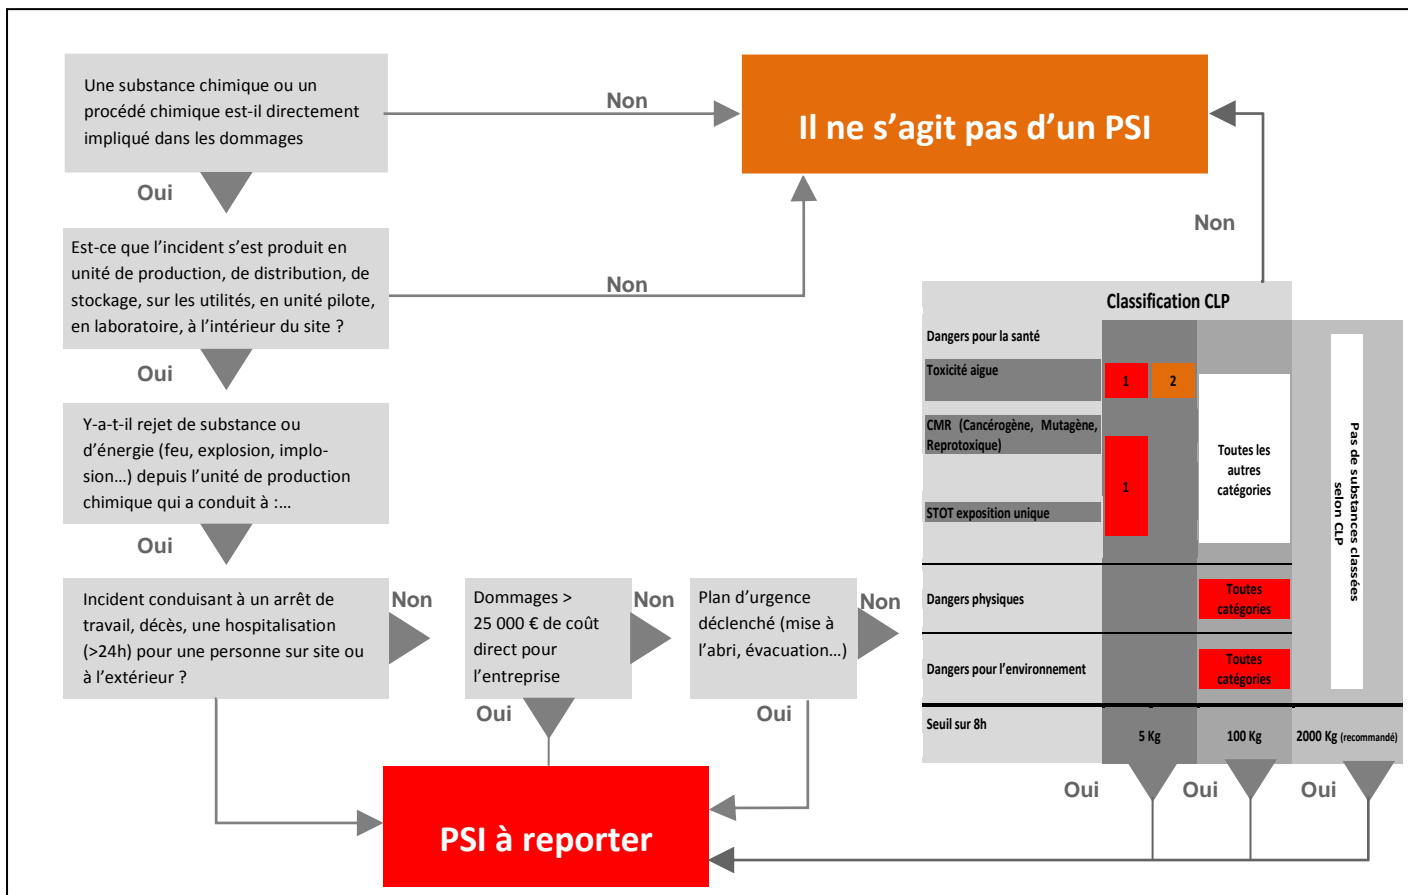 Une substance chimique ou un
procédé chimique est-il directement
impliqué dans les dommages
Non
Il ne s’agit pas d’un PSI
Oui
Est-ce que l’incident s’est produit en
unité de production, de distribution, de
stockage, sur les utilités, en unité pilote,
en laboratoire, à l’intérieur du site ?
Non
Non
Oui
Y-a-t-il rejet de substance ou
d’énergie (feu, explosion, implo-
sion…) depuis l’unité de production
chimique qui a conduit à :…
Oui
Incident conduisant à un arrêt de
travail, décès, une hospitalisation
(>24h) pour une personne sur site ou
à l’extérieur ?
Non
Dommages >
25 000 € de coût
direct pour
l’entreprise
Non
Plan d’urgence
déclenché (mise à
l’abri, évacuation…)
Non
Oui
Oui
PSI à reporter
Classification CLP
Dangers pour la santé
Toxicité aigue
1
2
CMR (Cancérogène, Mutagène,
Reprotoxique)
1
STOT exposition unique
Toutes les
autres
catégories
Pas de substances classées
selon CLP
Dangers physiques
Toutes
catégories
Dangers pour l’environnement
Toutes
catégories
Seuil sur 8h
5 Kg
100 Kg
2000 Kg (recommandé)
Oui
Oui
Oui